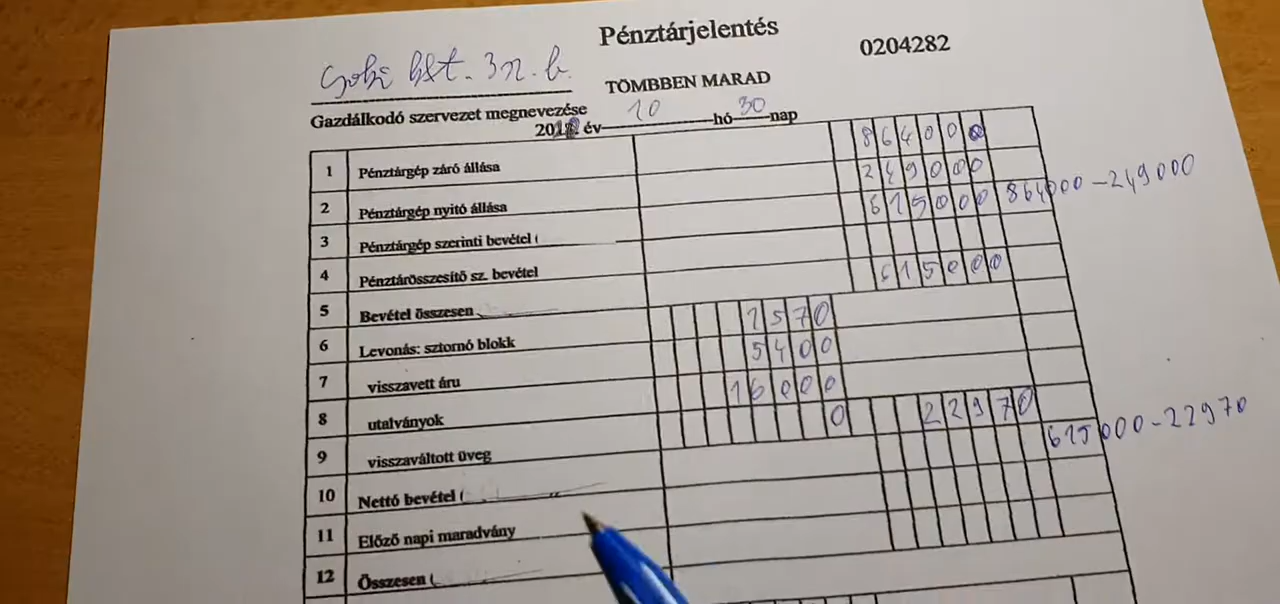 Pénztárjelentés
0204282
TÖMBBEN MARAD
Gazdálkodó szervezet megnevezése
201 év 10 hó 30 nap
1 Pénztárgép záró állása 864000
2 Pénztárgép nyitó állása 249000
3 Pénztárgép szerinti bevétel ( 615000 864000-249000
4 Pénztárösszesítő sz. bevétel
5 Bevétel összesen 615000
6 Levonás: sztornó blokk 1570
7 visszavett áru 5400
8 utalványok 16000
9 visszaváltott üveg 0 22970
10 Nettó bevétel ( 615000-22970
11 Előző napi maradvány
12 Összesen (